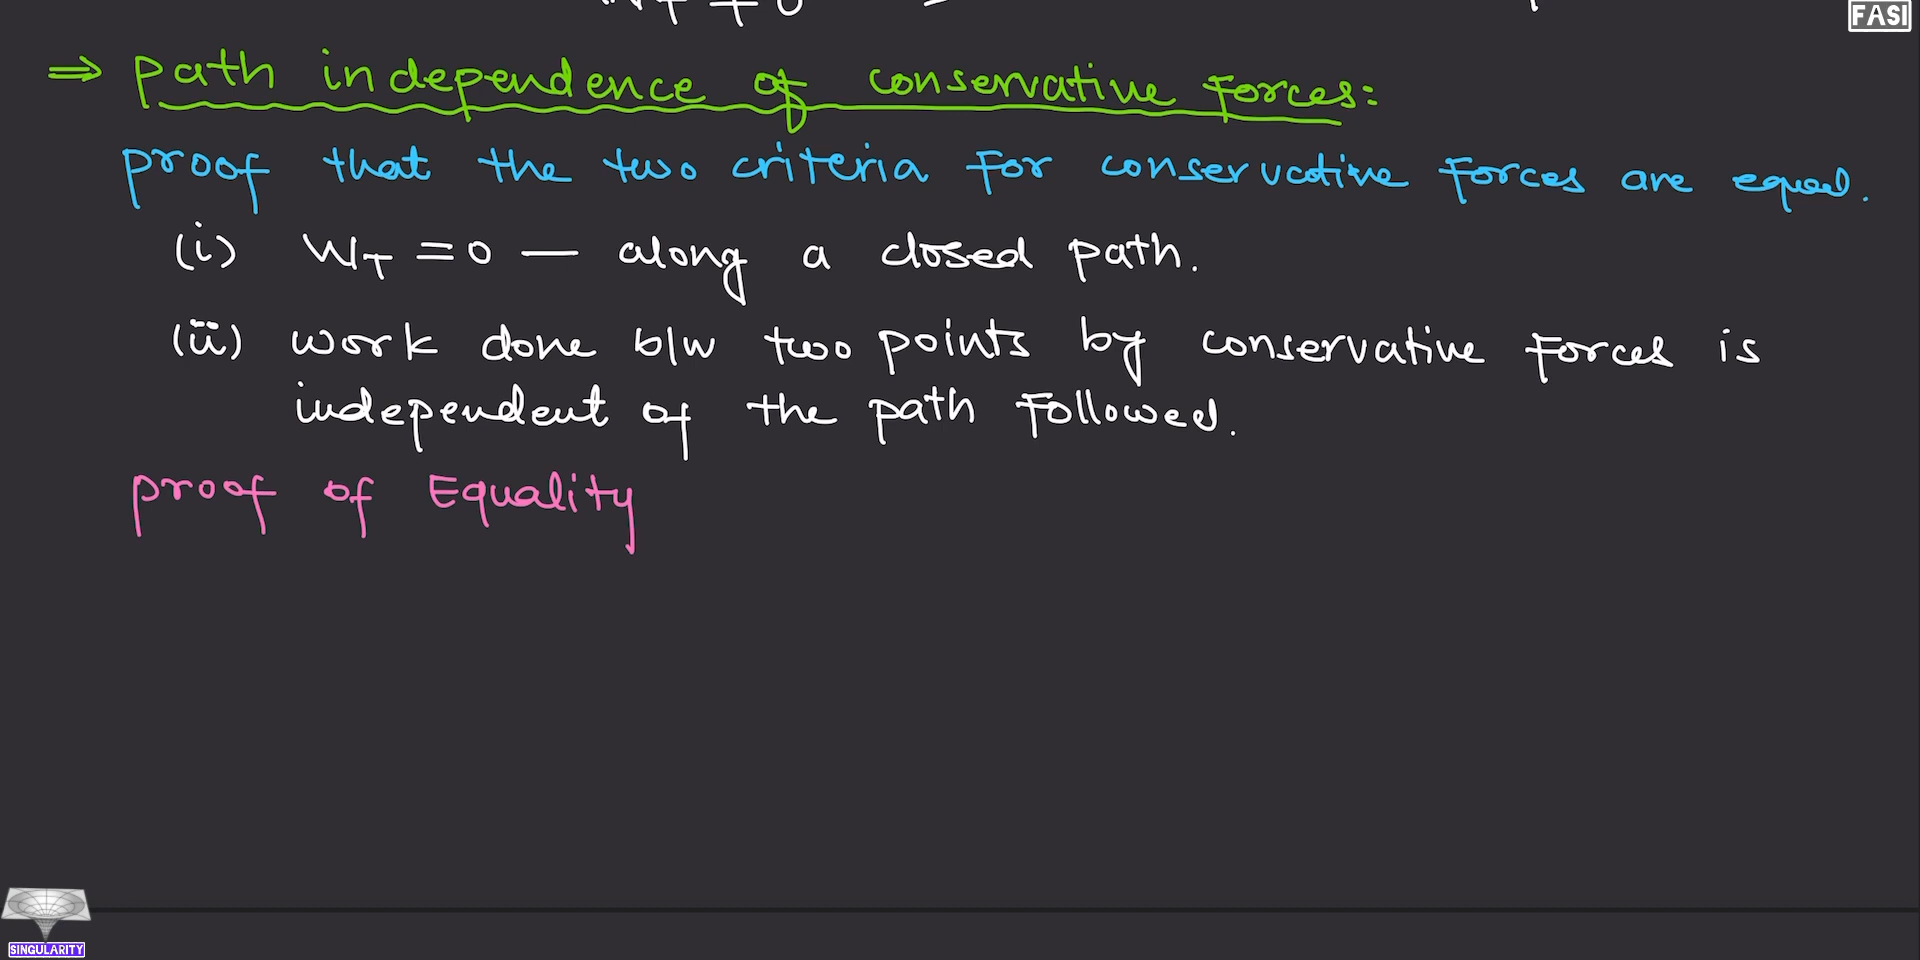 FASI
⇒ Path independence of conservative Forces:
proof that the two criteria for conservative forces are equal.
(i) W_T = 0 — along a closed path.
(ii) work done b/w two points by conservative forces is
independent of the path followed.
proof of Equality
SINGULARITY